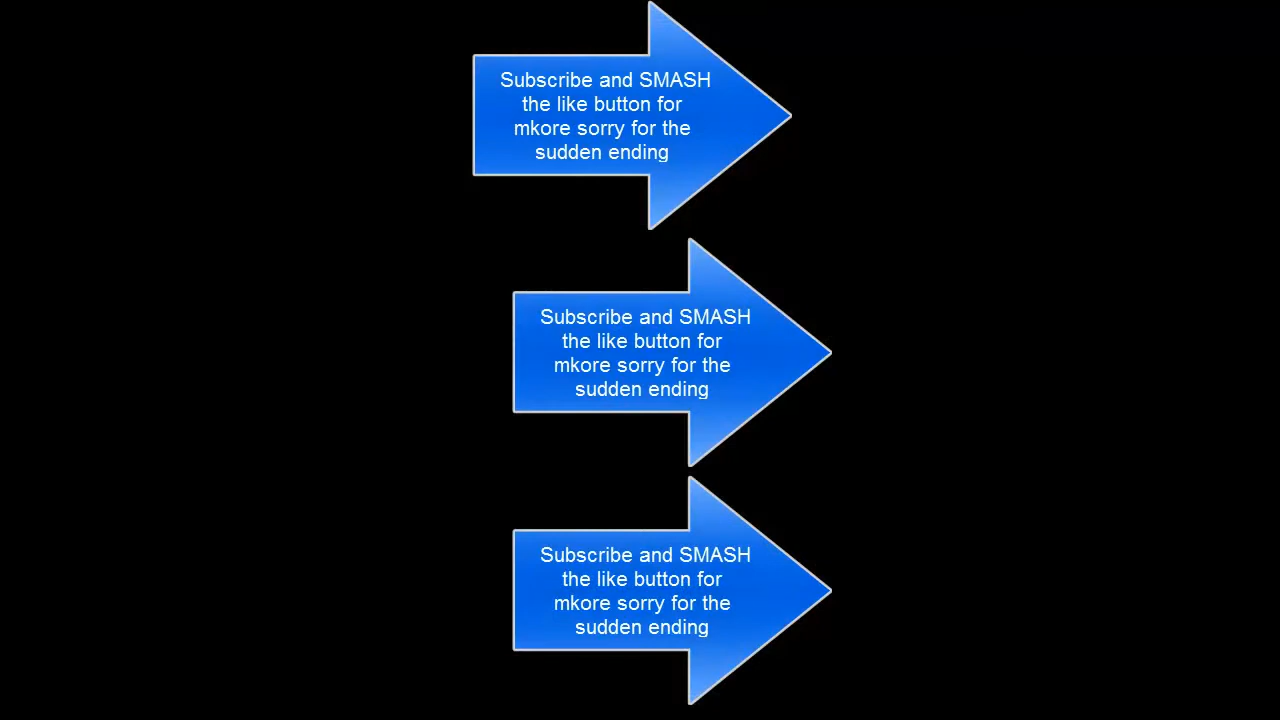 Subscribe and SMASH
the like button for
mkore sorry for the
sudden ending
Subscribe and SMASH
the like button for
mkore sorry for the
sudden ending
Subscribe and SMASH
the like button for
mkore sorry for the
sudden ending